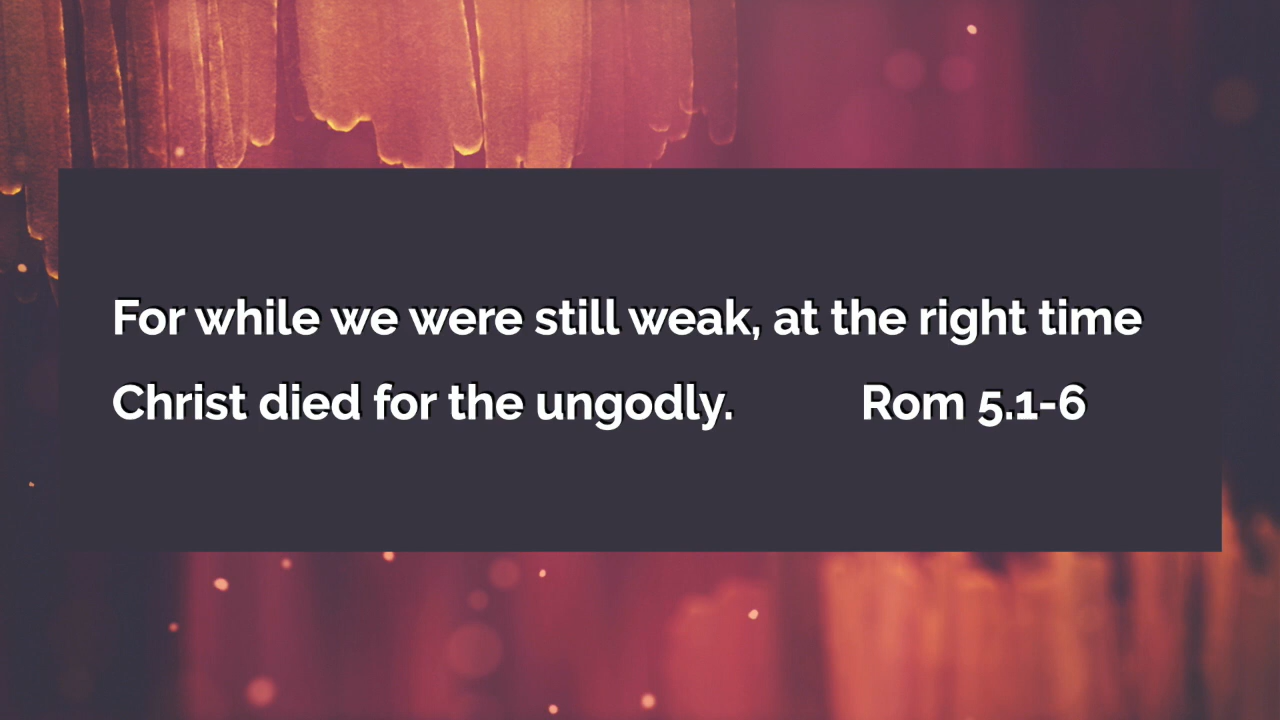 For while we were still weak, at the right time
Christ died for the ungodly. Rom 5.1-6